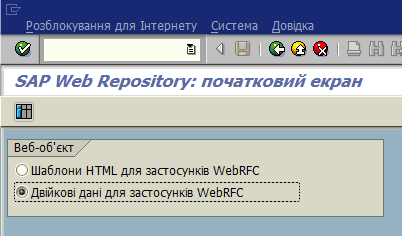 Розблокування для Інтернету Система Довідка
SAP Web Repository: початковий екран
Веб-об'єкт
Шаблони HTML для застосунків WebRFC
Двійкові дані для застосунків WebRFC